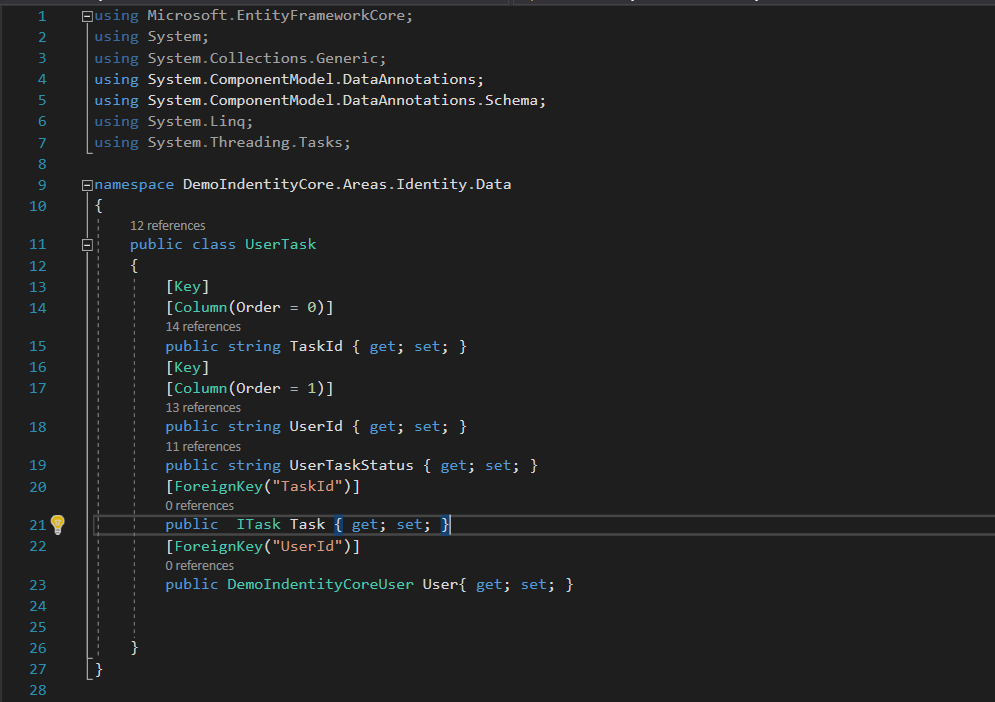 1 using Microsoft.EntityFrameworkCore;
2 using System;
3 using System.Collections.Generic;
4 using System.ComponentModel.DataAnnotations;
5 using System.ComponentModel.DataAnnotations.Schema;
6 using System.Linq;
7 using System.Threading.Tasks;
8
9 namespace DemoIndentityCore.Areas.Identity.Data
10 {
12 references
11 public class UserTask
12 {
13 [Key]
14 [Column(Order = 0)]
14 references
15 public string TaskId { get; set; }
16 [Key]
17 [Column(Order = 1)]
13 references
18 public string UserId { get; set; }
11 references
19 public string UserTaskStatus { get; set; }
20 [ForeignKey("TaskId")]
0 references
21 public  ITask Task { get; set; }
22 [ForeignKey("UserId")]
0 references
23 public DemoIndentityCoreUser User{ get; set; }
24
25
26 }
27 }
28